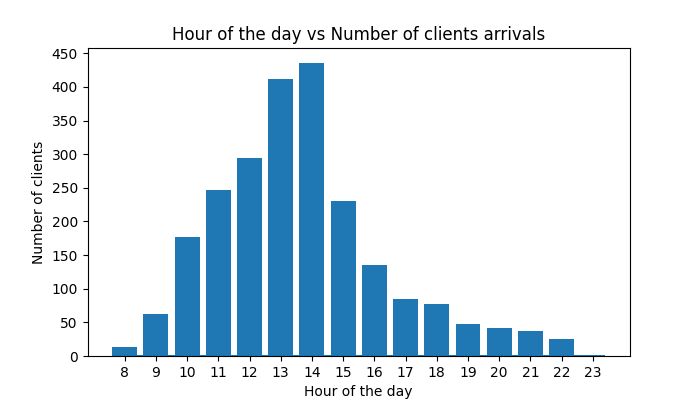 Hour of the day vs Number of clients arrivals
450
400
350
300
250
200
150
100
50
0
Number of clients
8 9 10 11 12 13 14 15 16 17 18 19 20 21 22 23
Hour of the day